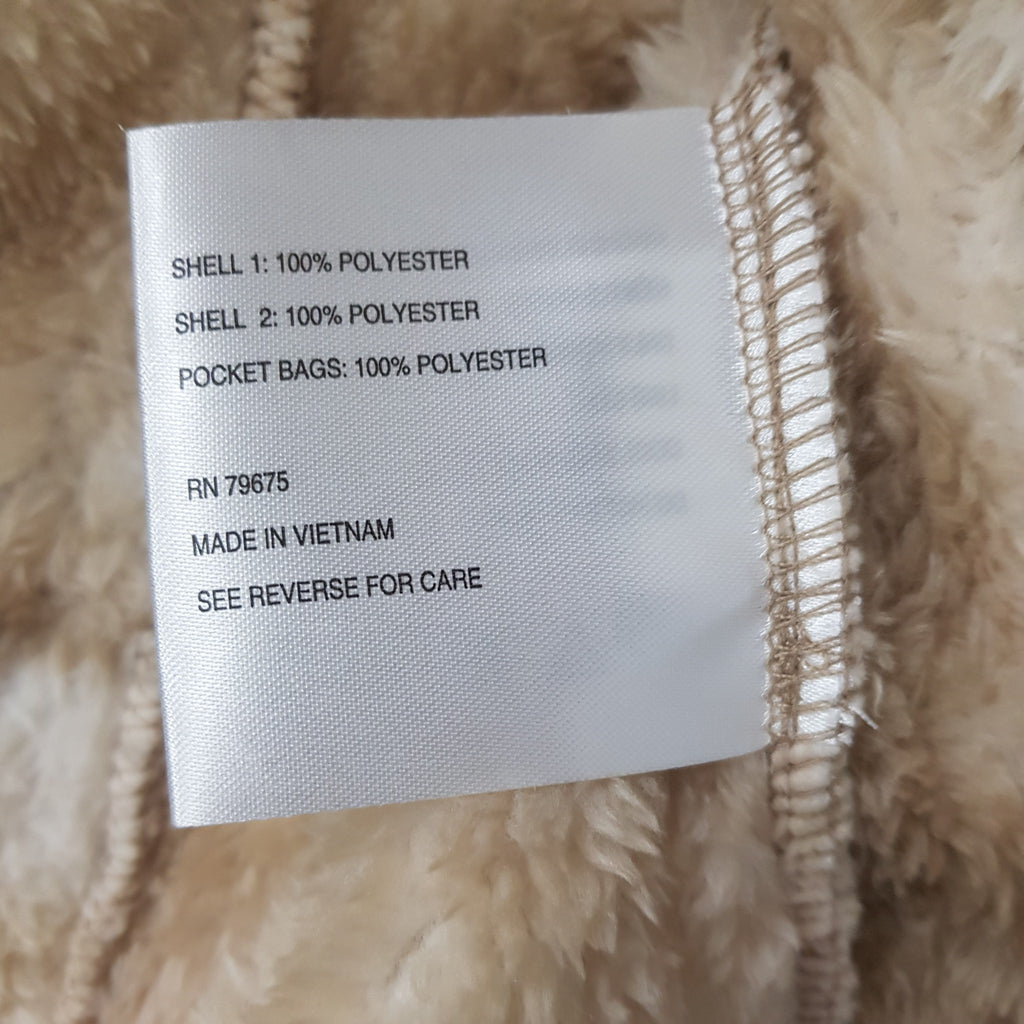 SHELL 1: 100% POLYESTER
SHELL 2: 100% POLYESTER
POCKET BAGS: 100% POLYESTER
RN 79675
MADE IN VIETNAM
SEE REVERSE FOR CARE